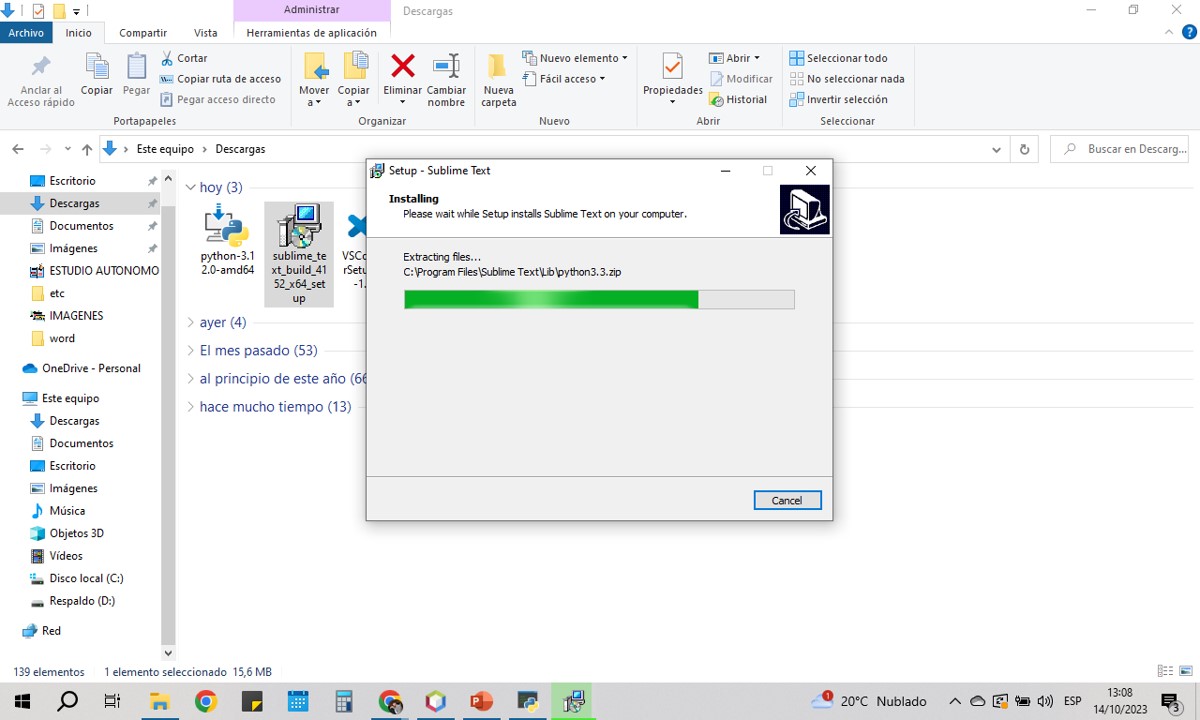 Administrar
Descargas
Archivo
Inicio
Compartir
Vista
Herramientas de aplicación
Anclar al
Acceso rápido
Copiar
Pegar
Cortar
Copiar ruta de acceso
Pegar acceso directo
Portapapeles
Mover
a
Copiar
a
Eliminar
Cambiar
nombre
Organizar
Nueva
carpeta
Nuevo elemento
Fácil acceso
Nuevo
Propiedades
Abrir
Modificar
Historial
Abrir
Seleccionar todo
No seleccionar nada
Invertir selección
Seleccionar
Este equipo > Descargas
Buscar en Descarg...
Escritorio
Descargas
Documentos
Imágenes
ESTUDIO AUTONOMO
etc
IMAGENES
word
OneDrive - Personal
Este equipo
Descargas
Documentos
Escritorio
Imágenes
Música
Objetos 3D
Vídeos
Disco local (C:)
Respaldo (D:)
Red
hoy (3)
python-3.1
2.0-amd64
sublime_te
xt_build_41
52_x64_set
up
VSCo
rSetu
-1.
ayer (4)
El mes pasado (53)
al principio de este año (66
hace mucho tiempo (13)
Setup - Sublime Text
Installing
Please wait while Setup installs Sublime Text on your computer.
Extracting files...
C:\Program Files\Sublime Text\Lib\python3.3.zip
Cancel
139 elementos
1 elemento seleccionado 15,6 MB
1
20°C Nublado
ESP
13:08
14/10/2023
3